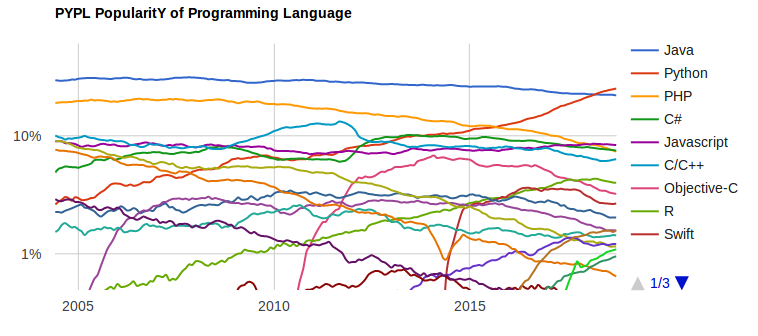 PYPL PopularitY of Programming Language
Java
Python
PHP
C#
Javascript
C/C++
Objective-C
R
Swift
1/3
10%
1%
2005
2010
2015